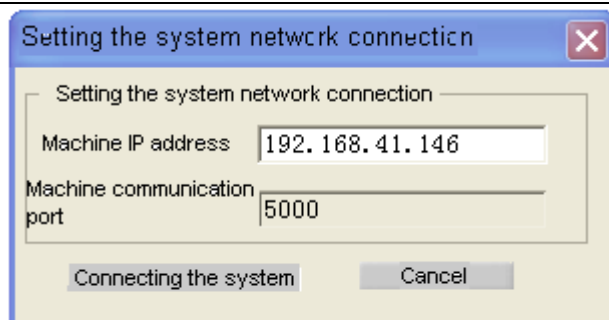 Setting the system network connection
Setting the system network connection
Machine IP address
192.168.41.146
Machine communication
port
5000
Connecting the system
Cancel